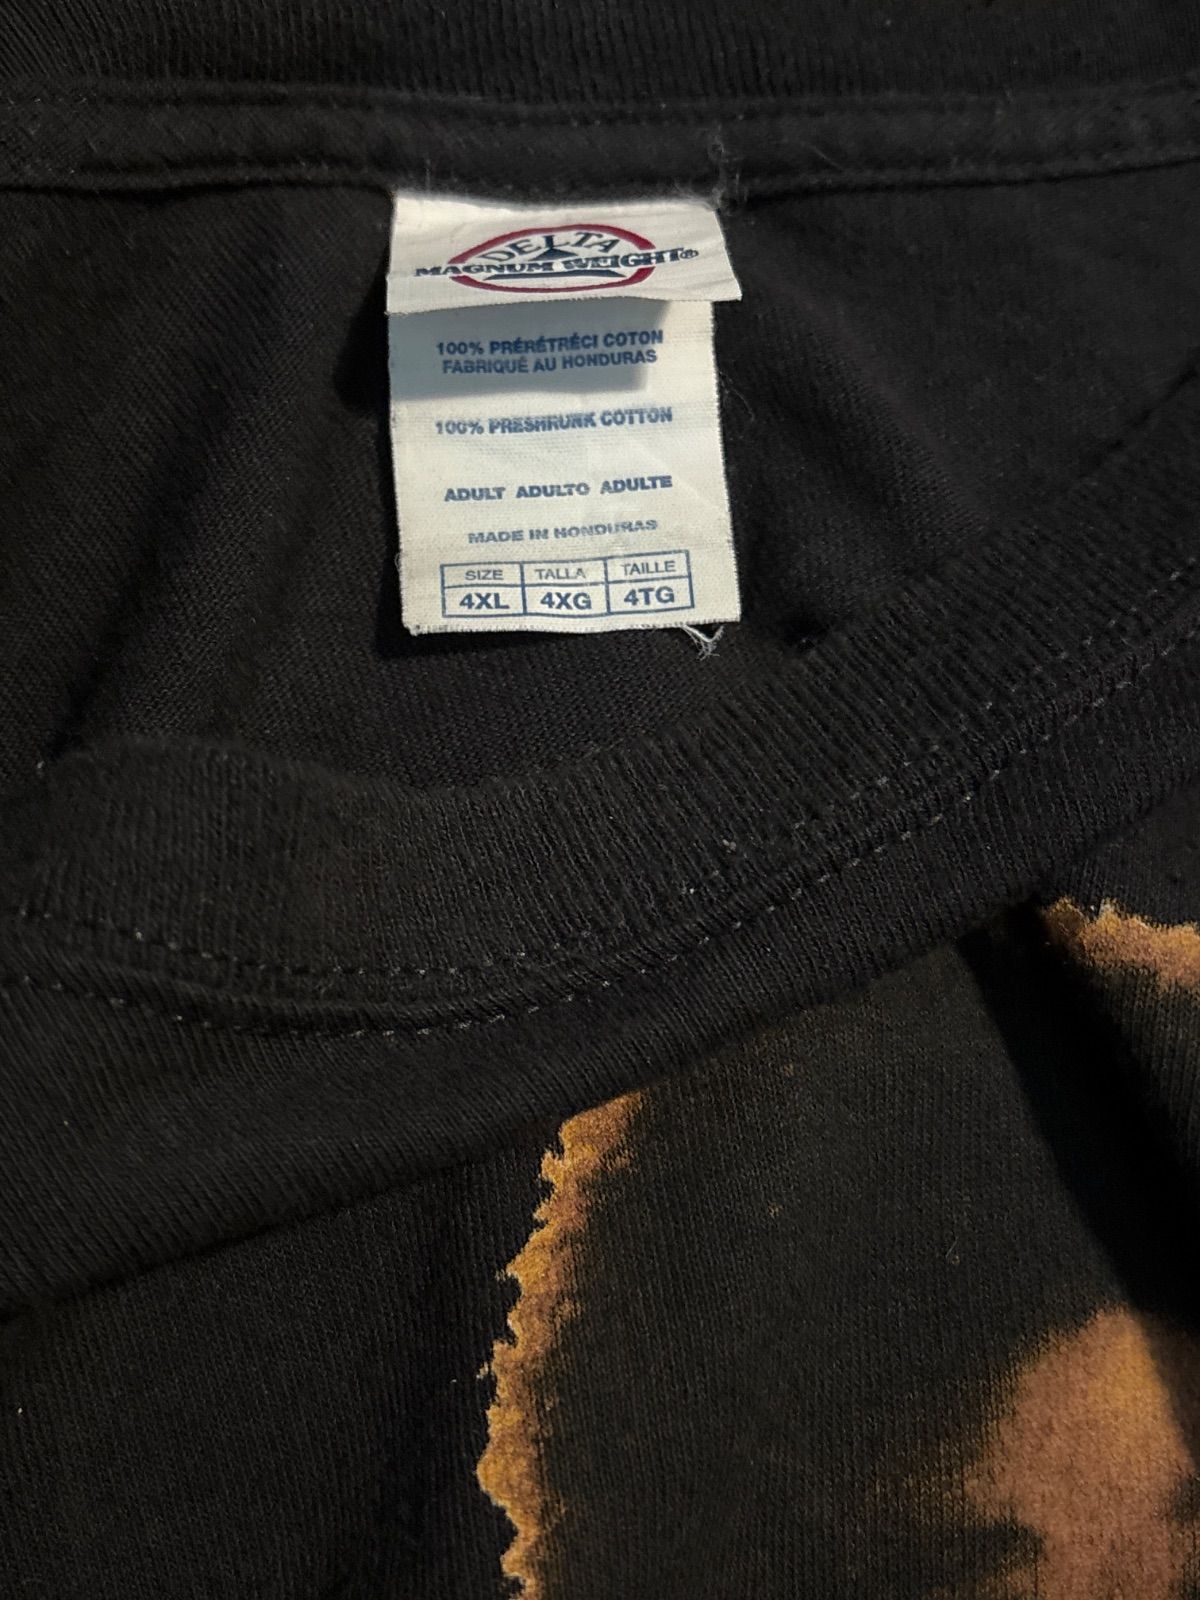 DELTA
MAGNUM WEIGHT®
100% PRÉRÉTRÉCI COTON
FABRIQUÉ AU HONDURAS
100% PRESHRUNK COTTON
ADULT ADULTO ADULTE
MADE IN HONDURAS
SIZE TALLA TAILLE
4XL 4XG 4TG